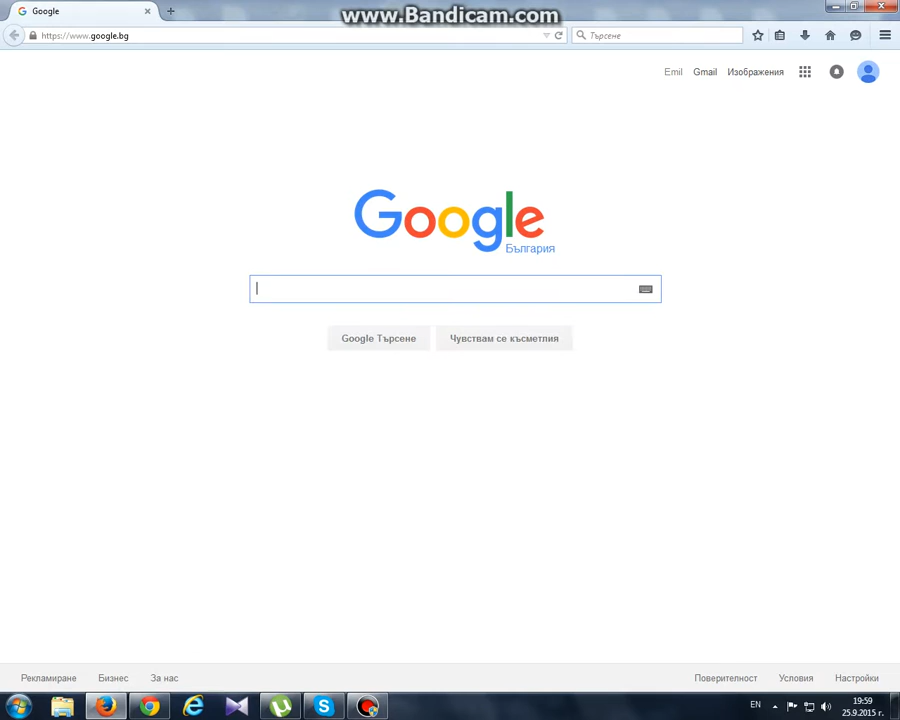 www.Bandicam.com
Google
https://www.google.bg
Търсене
Emil Gmail Изображения
Google
България
Google Търсене Чувствам се късметлия
Рекламиране Бизнес За нас Поверителност Условия Настройки
EN 19:59
25.9.2015 г.